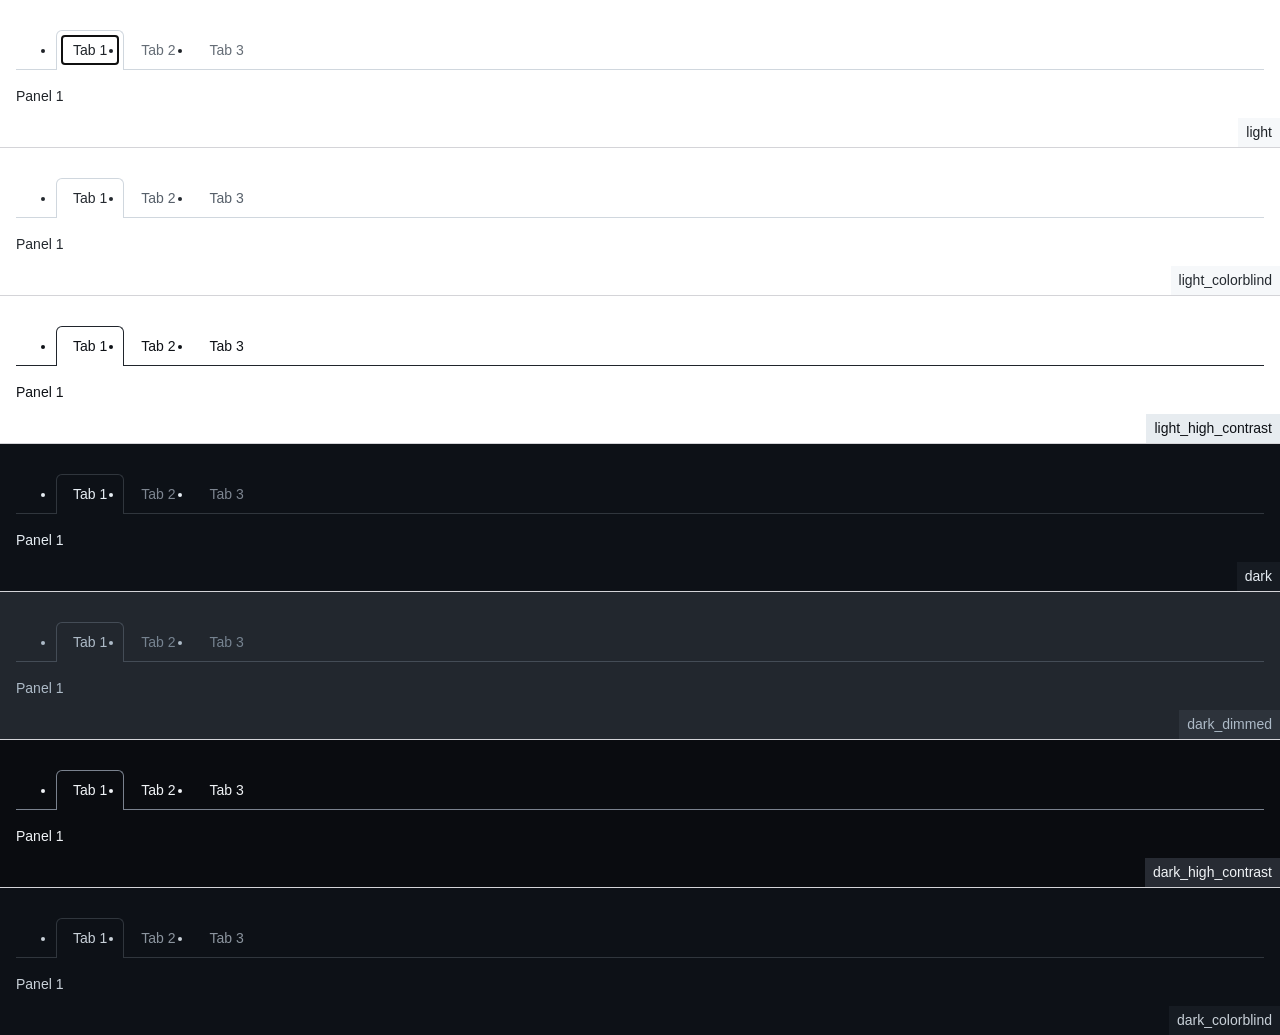 • Tab 1 • Tab 2 • Tab 3
Panel 1
light
• Tab 1 • Tab 2 • Tab 3
Panel 1
light_colorblind
• Tab 1 • Tab 2 • Tab 3
Panel 1
light_high_contrast
• Tab 1 • Tab 2 • Tab 3
Panel 1
dark
• Tab 1 • Tab 2 • Tab 3
Panel 1
dark_dimmed
• Tab 1 • Tab 2 • Tab 3
Panel 1
dark_high_contrast
• Tab 1 • Tab 2 • Tab 3
Panel 1
dark_colorblind